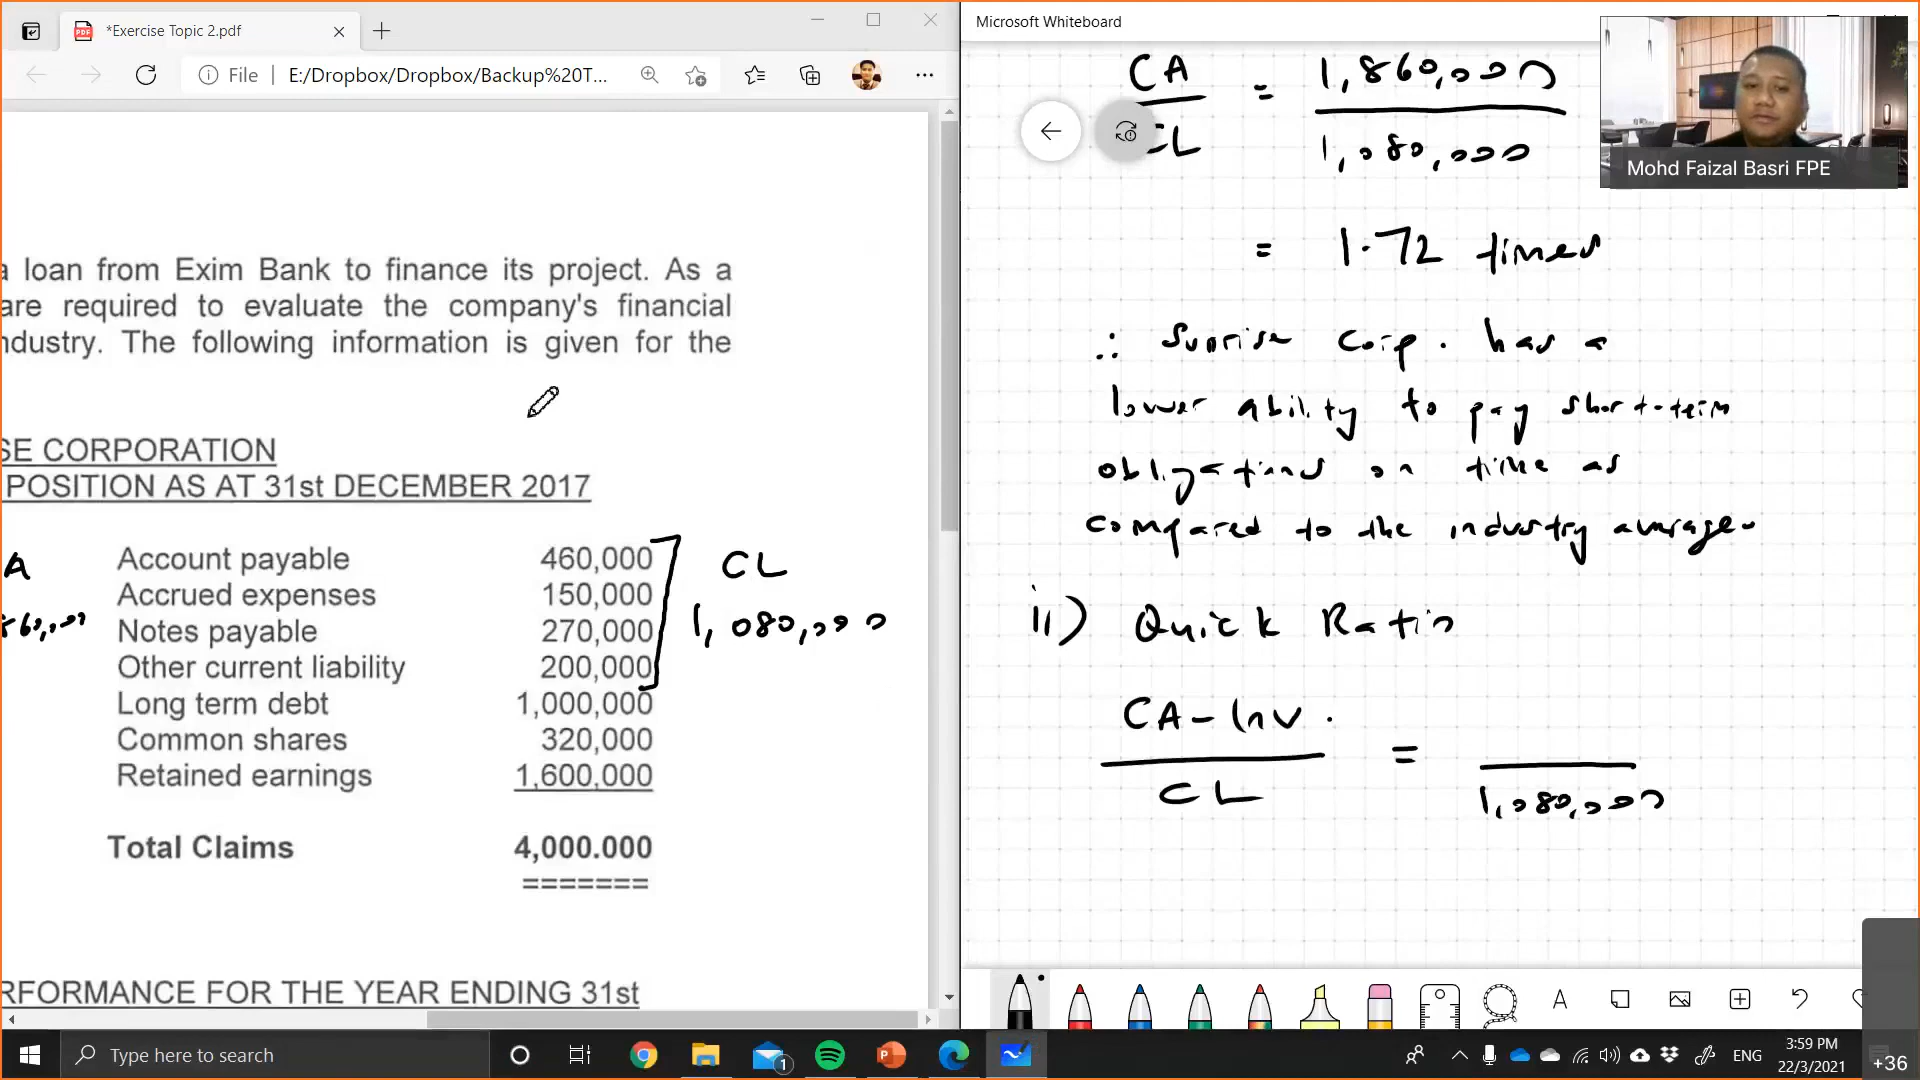 *Exercise Topic 2.pdf
File
E:/Dropbox/Dropbox/Backup%20T...
a loan from Exim Bank to finance its project. As a
are required to evaluate the company's financial
ndustry. The following information is given for the
SE CORPORATION
POSITION AS AT 31st DECEMBER 2017
A
860,000
Account payable 460,000
Accrued expenses 150,000
Notes payable 270,000
Other current liability 200,000
Long term debt 1,000,000
Common shares 320,000
Retained earnings 1,600,000
CL
1,080,000
Total Claims 4,000.000
=======
RFORMANCE FOR THE YEAR ENDING 31st
Microsoft Whiteboard
CA = 1,860,000
CL 1,080,000
= 1.72 times
∴ Sunrise Corp. has a
lower ability to pay short-term
obligations on time as
compared to the industry average.
ii) Quick Ratio
CA - Inv. =
CL 1,080,000
Mohd Faizal Basri FPE
Type here to search
1
ENG
3:59 PM
22/3/2021
+36